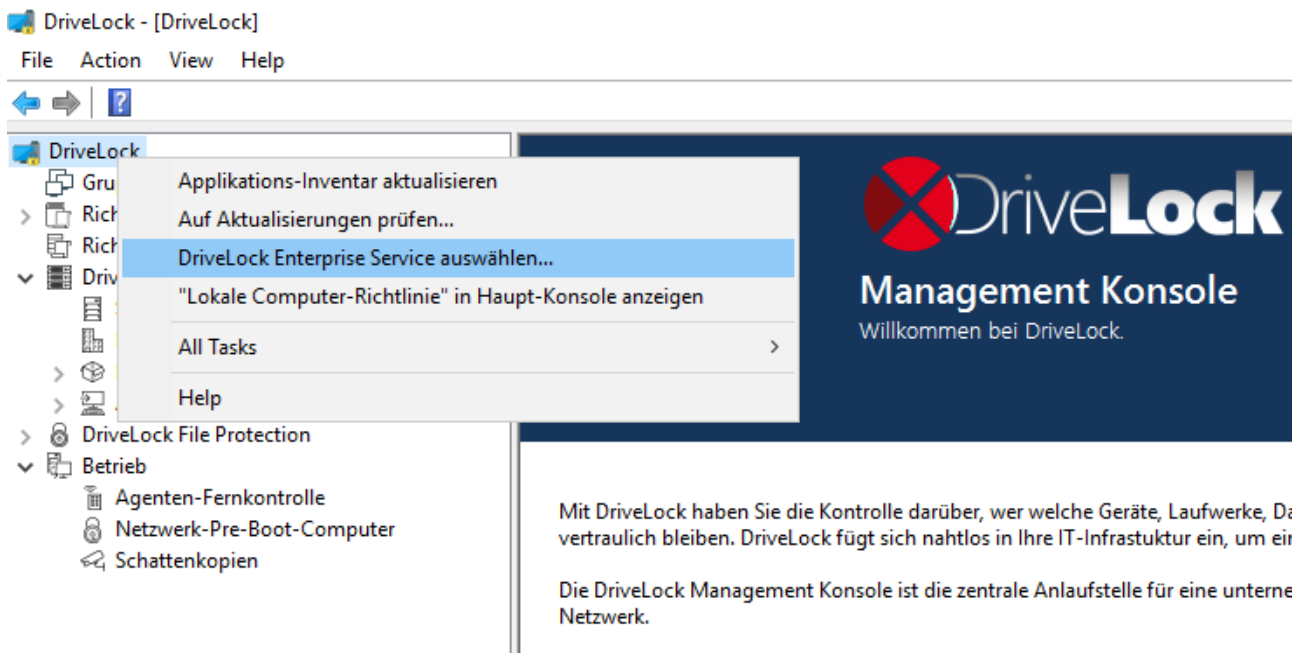 DriveLock - [DriveLock]
File Action View Help
DriveLock
Gru
Rich
Rich
Driv
Applikations-Inventar aktualisieren
Auf Aktualisierungen prüfen...
DriveLock Enterprise Service auswählen...
"Lokale Computer-Richtlinie" in Haupt-Konsole anzeigen
All Tasks
Help
DriveLock File Protection
Betrieb
Agenten-Fernkontrolle
Netzwerk-Pre-Boot-Computer
Schattenkopien
DriveLock
Management Konsole
Willkommen bei DriveLock.
Mit DriveLock haben Sie die Kontrolle darüber, wer welche Geräte, Laufwerke, Da
vertraulich bleiben. DriveLock fügt sich nahtlos in Ihre IT-Infrastuktur ein, um ei
Die DriveLock Management Konsole ist die zentrale Anlaufstelle für eine unterne
Netzwerk.